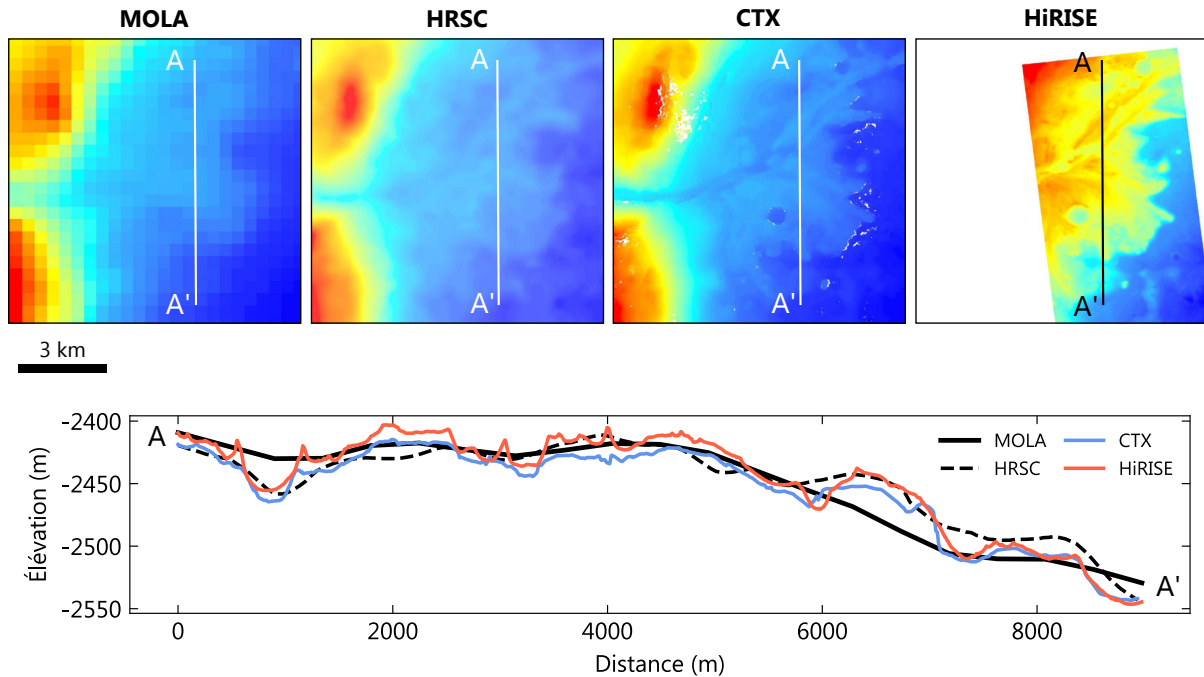 MOLA HRSC CTX HiRISE
A A A A
A' A' A' A'
3 km
-2400
-2450
-2500
-2550
Élévation (m)
A
A'
MOLA CTX
HRSC HiRISE
0 2000 4000 6000 8000
Distance (m)